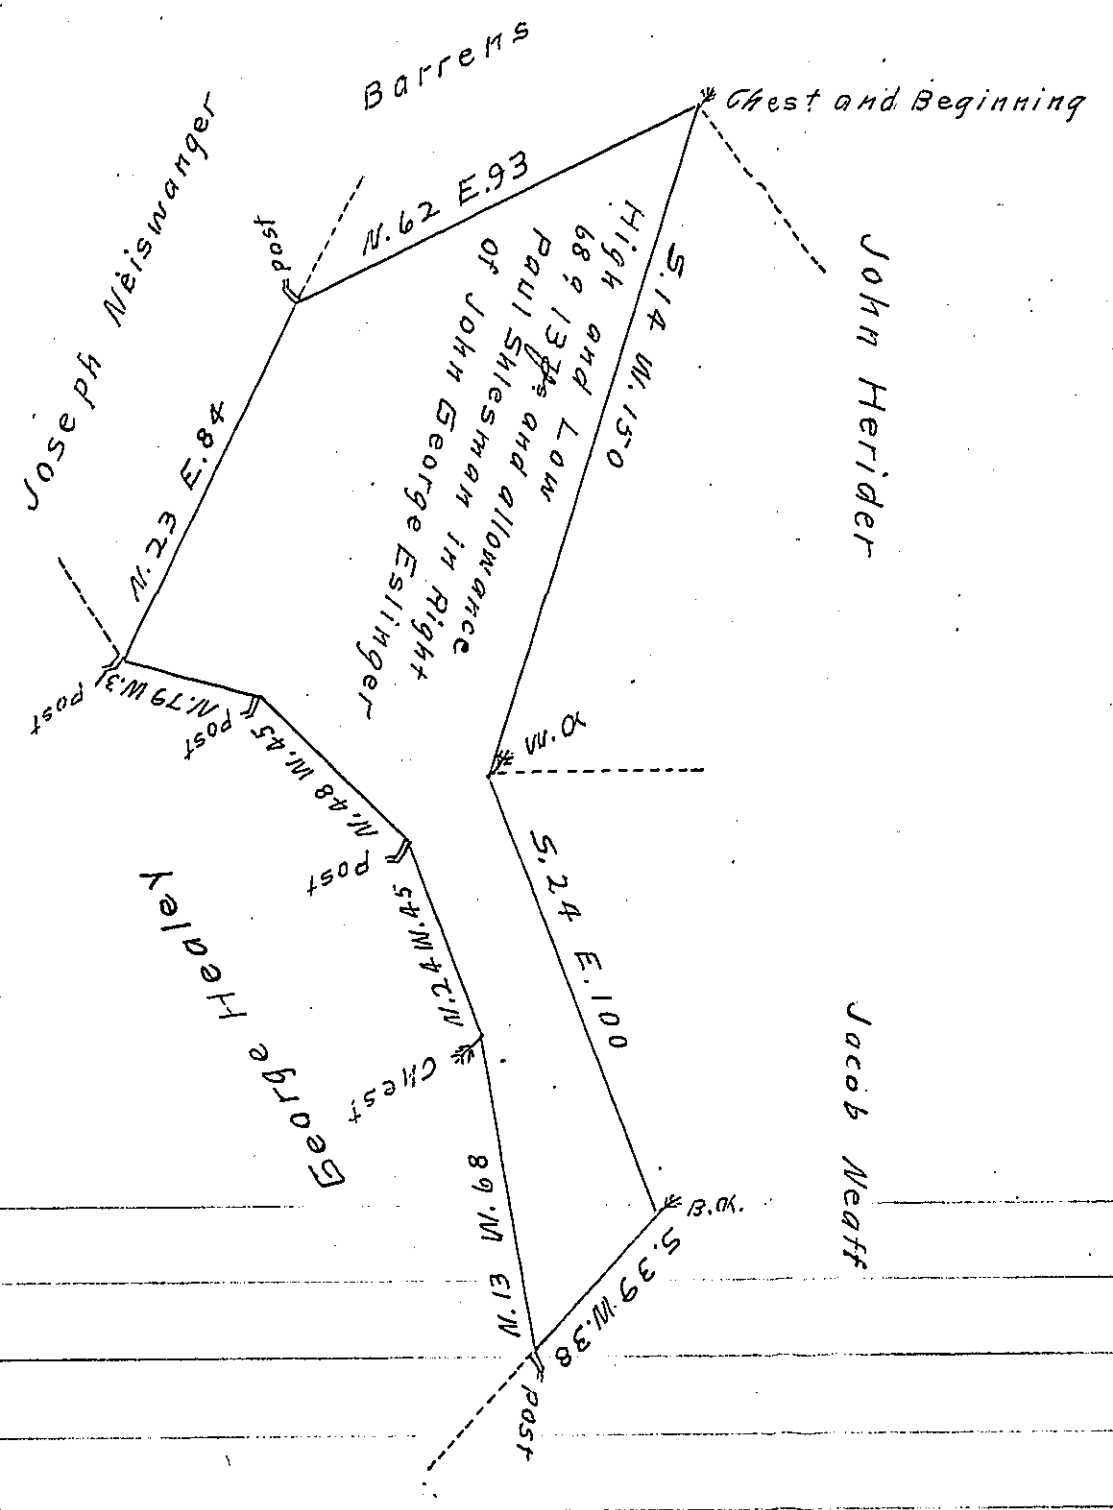 Barrens
Chest and Beginning
Joseph Neiswanger
John Herider
N. 62 E. 93
Post
S. 14 W. 150
High and Low
68 a 137 Ps and allowance
Paul Shlesman in Right
of John George Eslinger
N. 23 E. 84
Post
N. 79 W. 31
Post
N. 48 W. 45
Post
W. O.
S. 24 E. 100
N. 24 W. 45
Chest
George Healey
Jacob Neaff
B. O.
S. 39 W. 38
N. 13 W. 68
Post